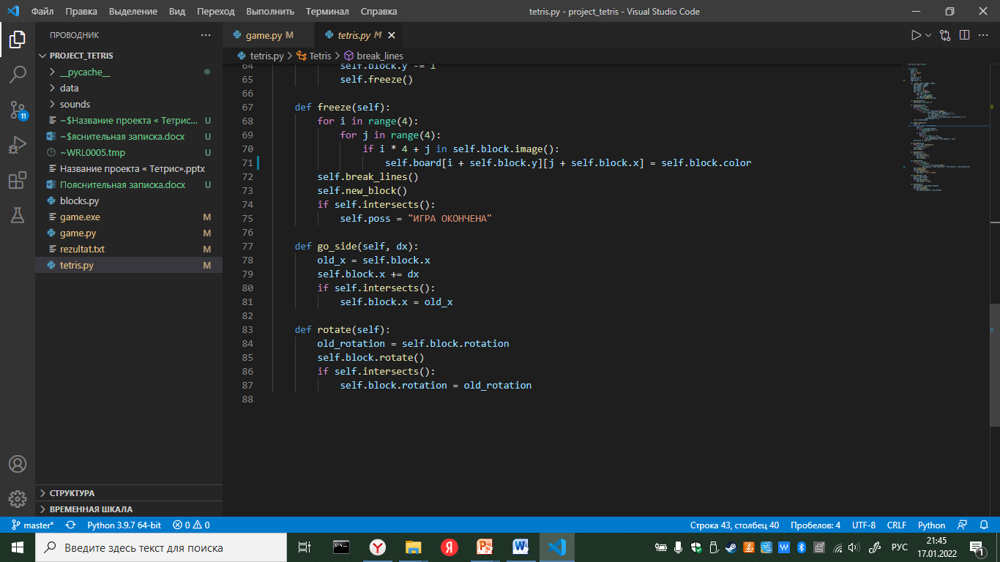 Файл Правка Выделение Вид Переход Выполнить Терминал Справка tetris.py - project_tetris - Visual Studio Code
ПРОВОДНИК
PROJECT_TETRIS
__pycache__
data
sounds
~$Название проекта « Тетрис... U
~$яснительная записка.docx U
~WRL0005.tmp U
Название проекта « Тетрис».pptx
Пояснительная записка.docx U
blocks.py
game.exe M
game.py M
rezultat.txt M
tetris.py M
СТРУКТУРА
ВРЕМЕННАЯ ШКАЛА
11
game.py M tetris.py M
tetris.py > Tetris > break_lines
64 self.block.y -= 1
65 self.freeze()
66
67 def freeze(self):
68 for i in range(4):
69 for j in range(4):
70 if i * 4 + j in self.block.image():
71 self.board[i + self.block.y][j + self.block.x] = self.block.color
72 self.break_lines()
73 self.new_block()
74 if self.intersects():
75 self.poss = "ИГРА ОКОНЧЕНА"
76
77 def go_side(self, dx):
78 old_x = self.block.x
79 self.block.x += dx
80 if self.intersects():
81 self.block.x = old_x
82
83 def rotate(self):
84 old_rotation = self.block.rotation
85 self.block.rotate()
86 if self.intersects():
87 self.block.rotation = old_rotation
88
master* Python 3.9.7 64-bit 0 0 Строка 43, столбец 40 Пробелов: 4 UTF-8 CRLF Python
Введите здесь текст для поиска
РУС
21:45
17.01.2022
1